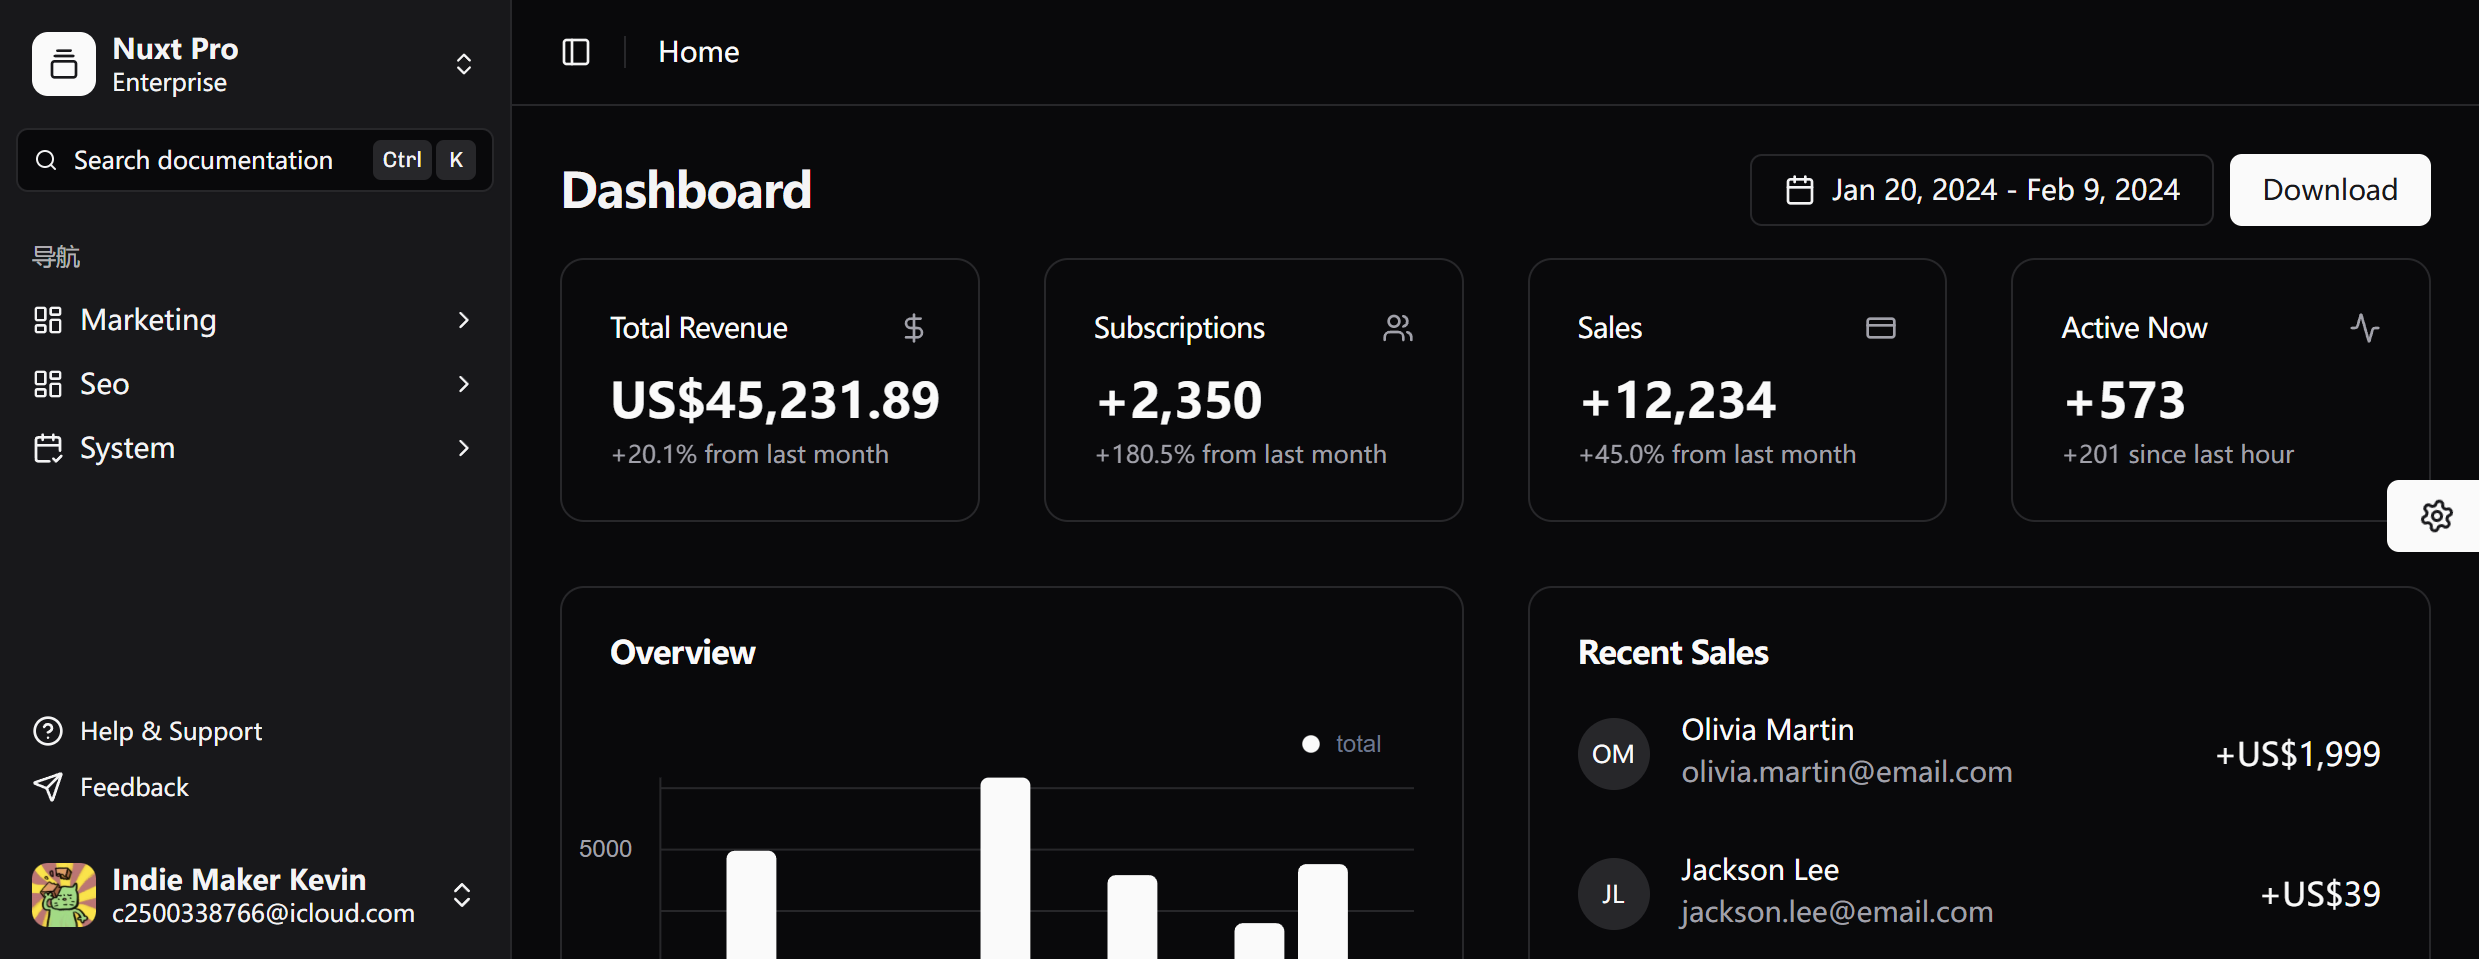 Nuxt Pro
Enterprise
Search documentation Ctrl K
导航
Marketing
Seo
System
Help & Support
Feedback
Indie Maker Kevin
c2500338766@icloud.com
Home
Dashboard
Jan 20, 2024 - Feb 9, 2024
Download
Total Revenue
US$45,231.89
+20.1% from last month
Subscriptions
+2,350
+180.5% from last month
Sales
+12,234
+45.0% from last month
Active Now
+573
+201 since last hour
Overview
total
5000
Recent Sales
OM
Olivia Martin
olivia.martin@email.com
+US$1,999
JL
Jackson Lee
jackson.lee@email.com
+US$39